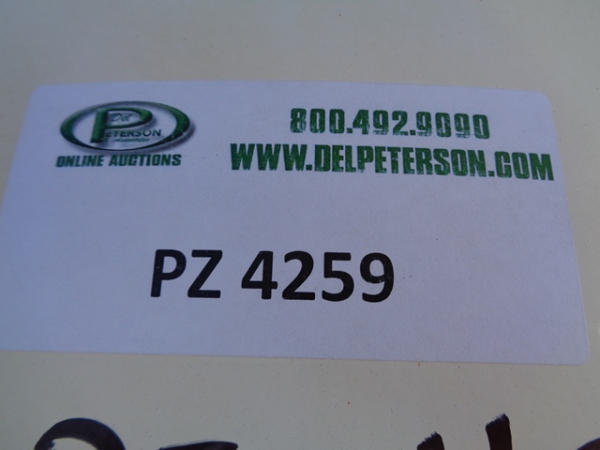 Del
PETERSON
ONLINE AUCTIONS
800.492.9090
WWW.DELPETERSON.COM
PZ 4259